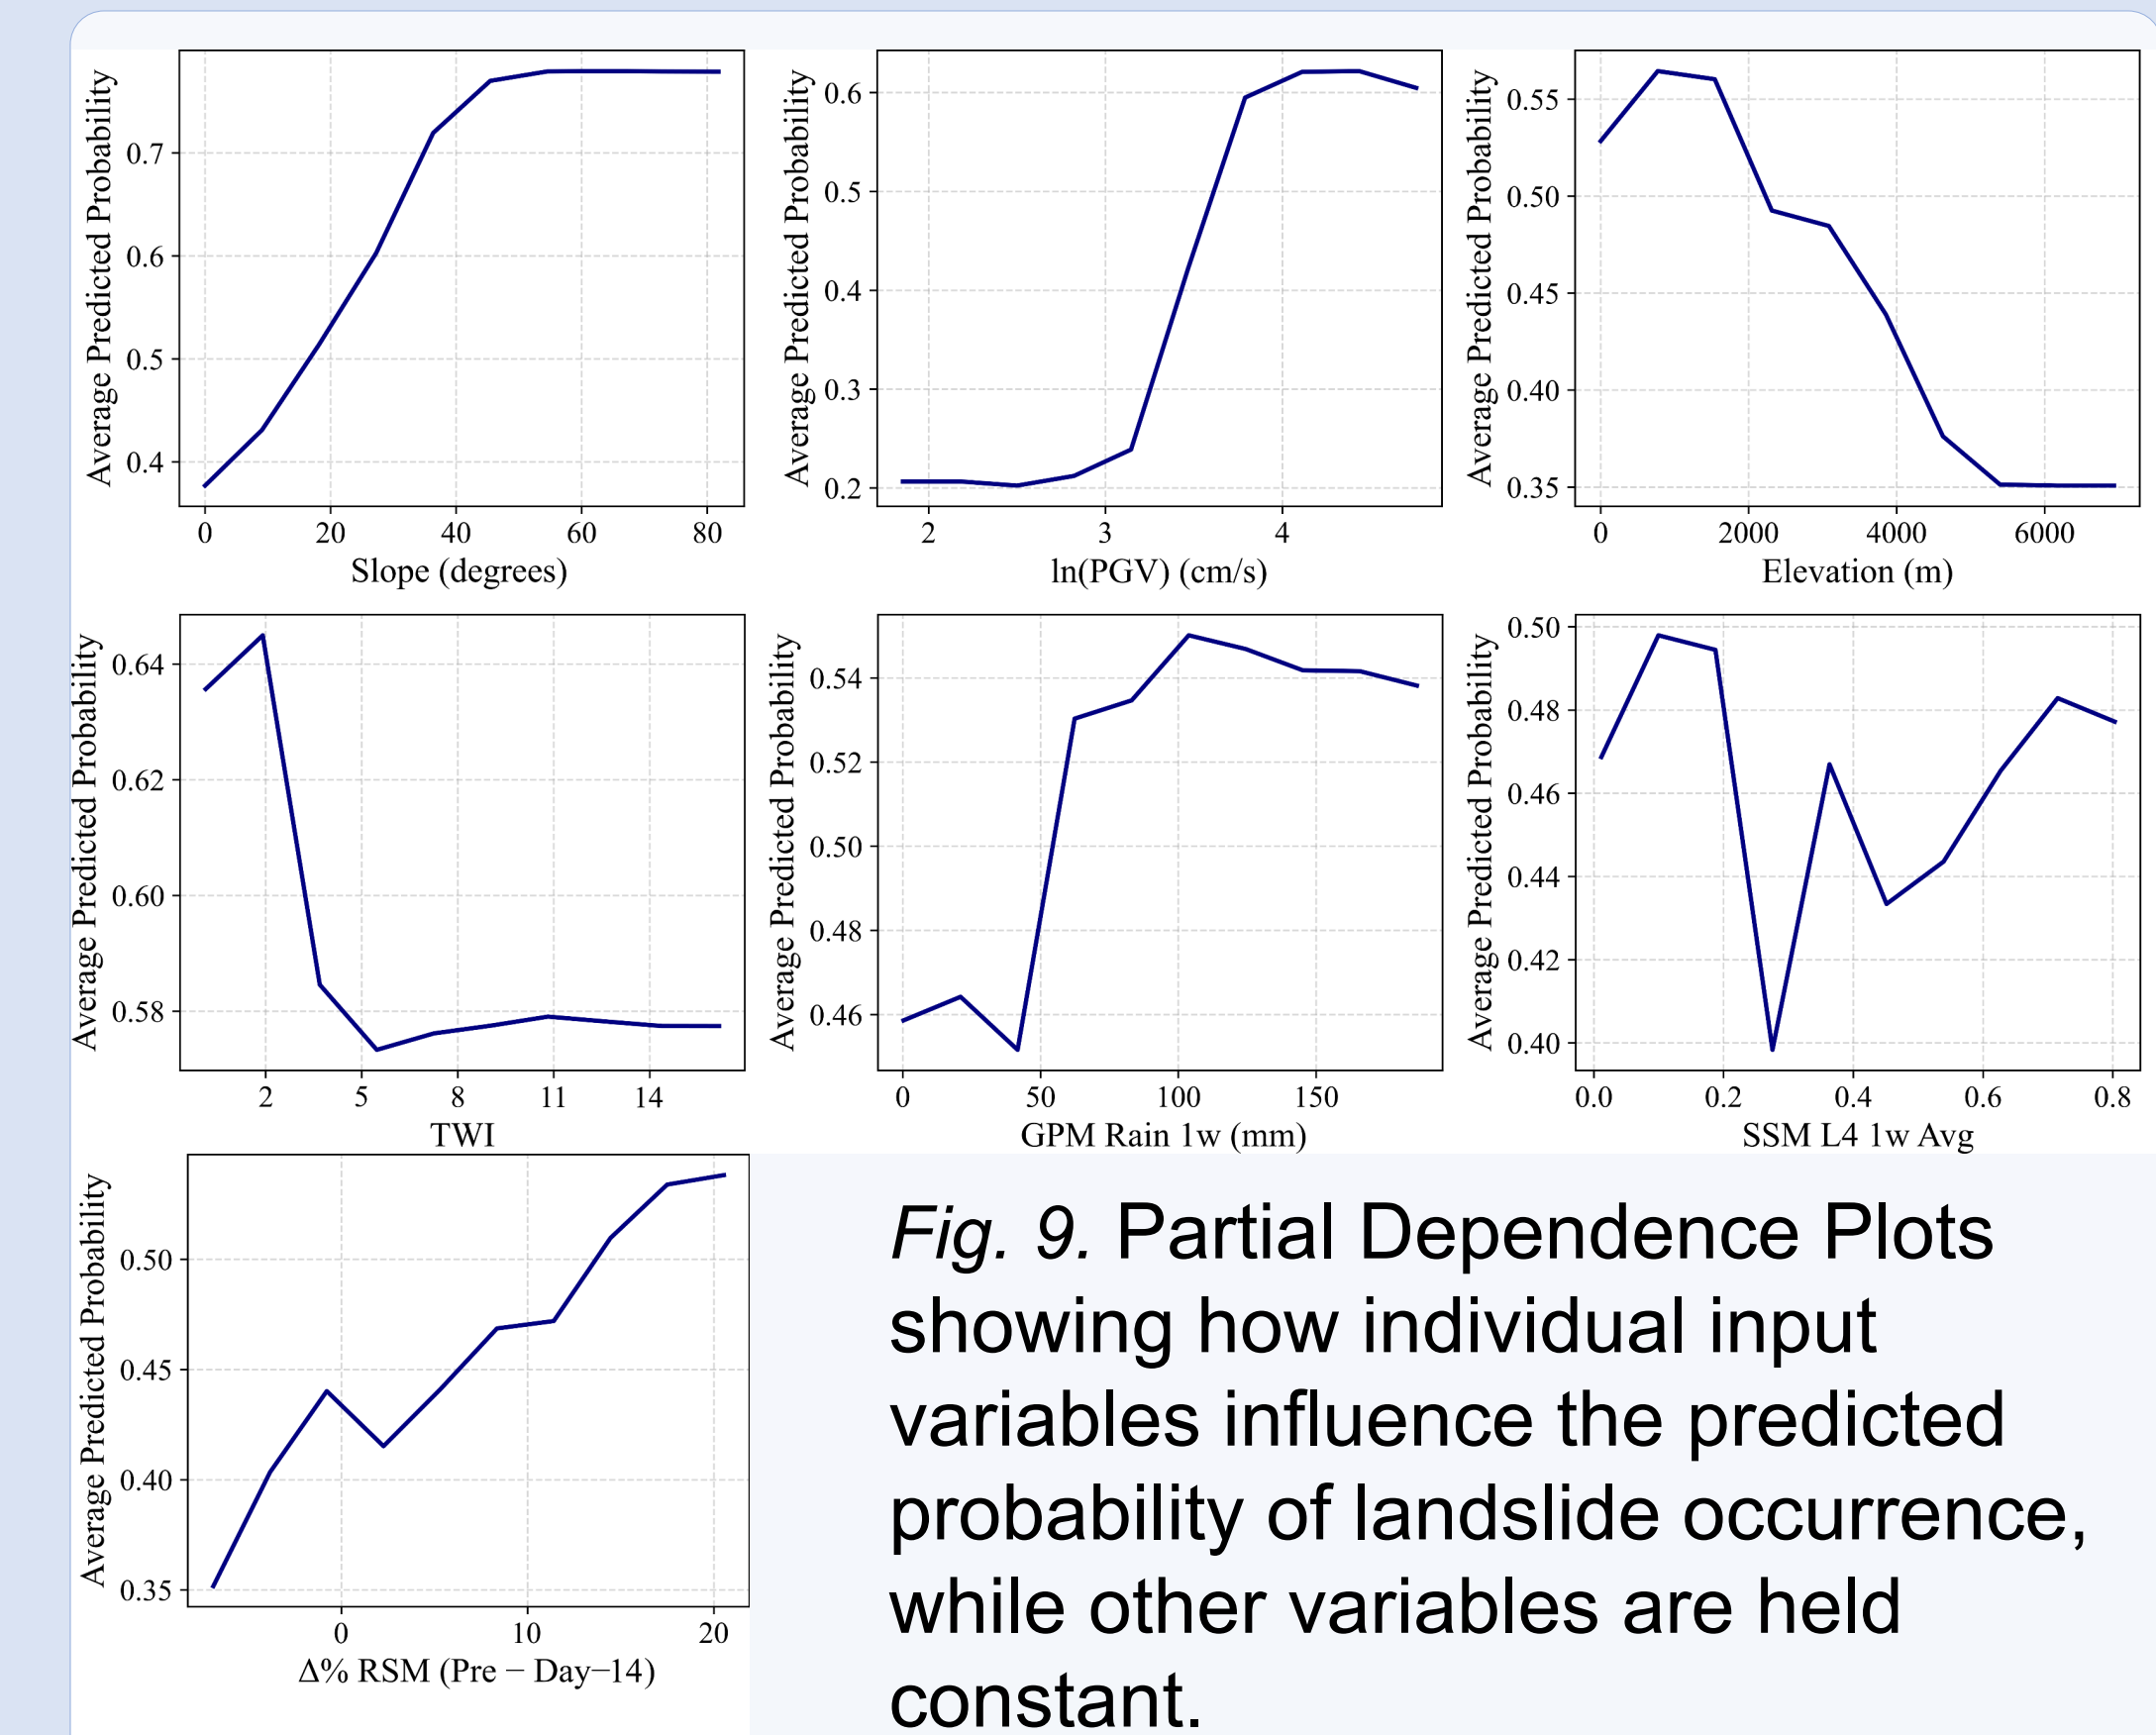 Average Predicted Probability
0.7
0.6
0.5
0.4
0 20 40 60 80
Slope (degrees)
Average Predicted Probability
0.6
0.5
0.4
0.3
0.2
2 3 4
ln(PGV) (cm/s)
Average Predicted Probability
0.55
0.50
0.45
0.40
0.35
0 2000 4000 6000
Elevation (m)
Average Predicted Probability
0.64
0.62
0.60
0.58
2 5 8 11 14
TWI
Average Predicted Probability
0.54
0.52
0.50
0.48
0.46
0 50 100 150
GPM Rain 1w (mm)
Average Predicted Probability
0.50
0.48
0.46
0.44
0.42
0.40
0.0 0.2 0.4 0.6 0.8
SSM L4 1w Avg
Average Predicted Probability
0.50
0.45
0.40
0.35
0 10 20
Δ% RSM (Pre − Day−14)
Fig. 9. Partial Dependence Plots
showing how individual input
variables influence the predicted
probability of landslide occurrence,
while other variables are held
constant.